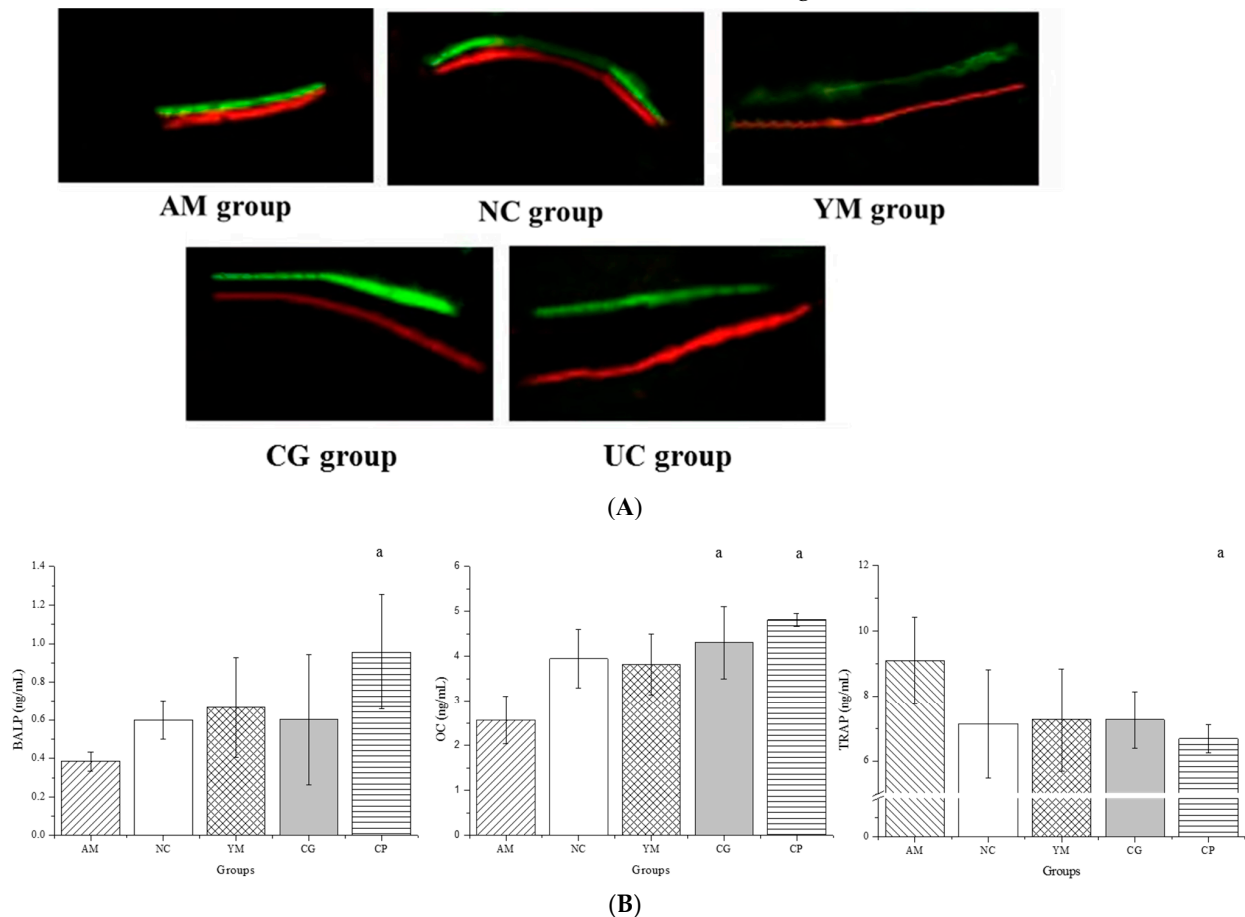 AM group
NC group
YM group
CG group
UC group
(A)
a
1.4
1.2
1.0
0.8
0.6
0.4
0.2
0.0
BALP (ng/mL)
AM NC YM CG CP
Groups
a a
6
5
4
3
2
1
0
OC (ng/mL)
AM NC YM CG CP
Groups
a
12
10
8
6
0
TRAP (ng/mL)
AM NC YM CG CP
Groups
(B)